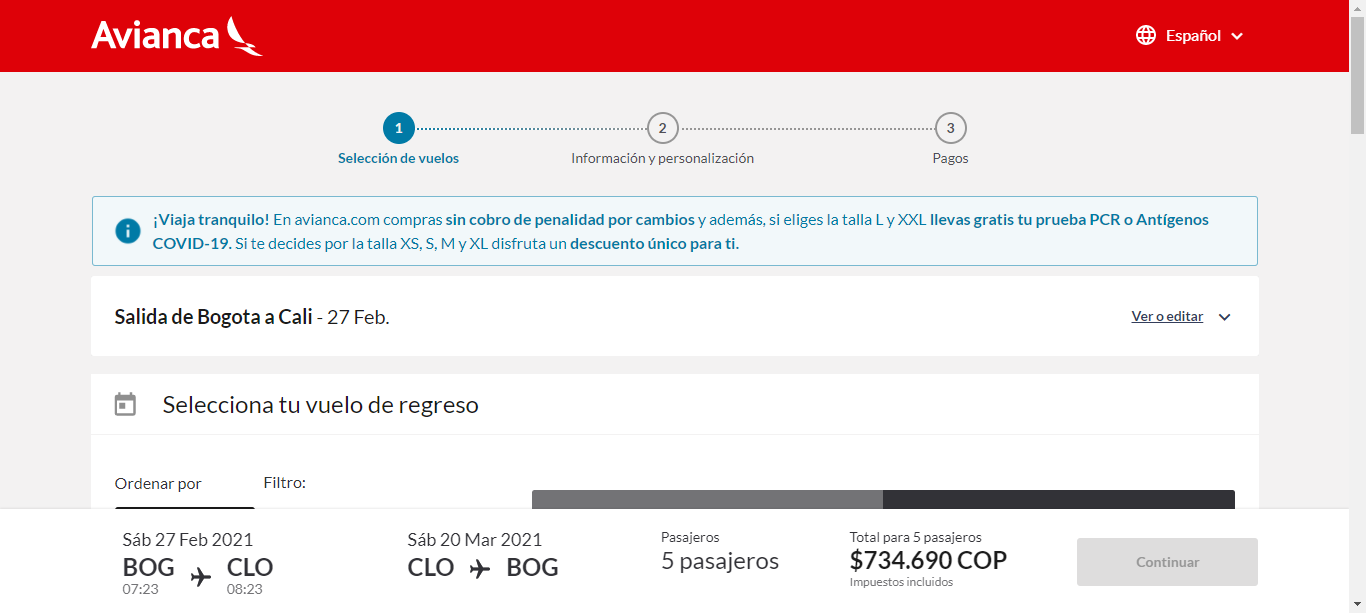 Avianca
Español
1
2
3
Selección de vuelos
Información y personalización
Pagos
¡Viaja tranquilo! En avianca.com compras sin cobro de penalidad por cambios y además, si eliges la talla L y XXL llevas gratis tu prueba PCR o Antígenos
COVID-19. Si te decides por la talla XS, S, M y XL disfruta un descuento único para ti.
Salida de Bogota a Cali - 27 Feb.
Ver o editar
Selecciona tu vuelo de regreso
Ordenar por
Filtro:
Sáb 27 Feb 2021
BOG CLO
07:23 08:23
Sáb 20 Mar 2021
CLO BOG
Pasajeros
5 pasajeros
Total para 5 pasajeros
$734.690 COP
Impuestos incluidos
Continuar